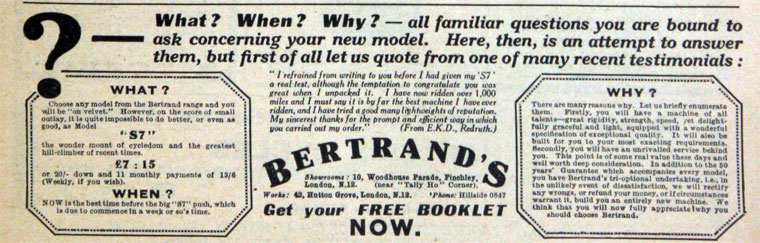 ?
What? When? Why? — all familiar questions you are bound to
ask concerning your new model. Here, then, is an attempt to answer
them, but first of all let us quote from one of many recent testimonials :
WHAT?
Choose any model from the Bertrand range and you
will be "on velvet." However, on the score of small
outlay, it is quite impossible to do better, or even as
good, as Model
"S7"
the wonder mount of cycledom and the greatest
hill-climber of recent times.
£7 : 15
or 20/- down and 11 monthly payments of 13/6
(Weekly, if you wish).
WHEN?
NOW is the best time before the big "S7" push, which
is due to commence in a week or so's time.
"I refrained from writing to you before I had given my 'S7'
a real test, although the temptation to congratulate you was
great when I unpacked it. I have now ridden over 1,000
miles and I must say it is by far the best machine I have ever
ridden, and I have tried a good many lightweights of reputation.
My sincerest thanks for the prompt and efficient way in which
you carried out my order." (From E.K.D., Redruth.)
BERTRAND'S
Showrooms: 10, Woodhouse Parade, Finchley,
London, N.12. (near "Tally Ho" Corner).
Works: 42, Hutton Grove, London, N.12. 'Phone: Hillside 0847
Get your FREE BOOKLET
NOW.
WHY?
There are many reasons why. Let us briefly enumerate
them. Firstly, you will have a machine of all
talents—great rigidity, strength, speed, yet delight-
fully graceful and light, equipped with a wonderful
specification of exceptional quality. It will also be
built for you to your most exacting requirements.
Secondly, you will have an unrivalled service behind
you. This point is of some real value these days and
well worth deep consideration. In addition to the 50
years' Guarantee which accompanies every model,
you have Bertrand's tri-optional undertaking, i.e., in
the unlikely event of dissatisfaction, we will rectify
any wrongs, or refund your money, or if circumstances
warrant it, build you an entirely new machine. We
think that you will now fully appreciate why you
should choose Bertrand.